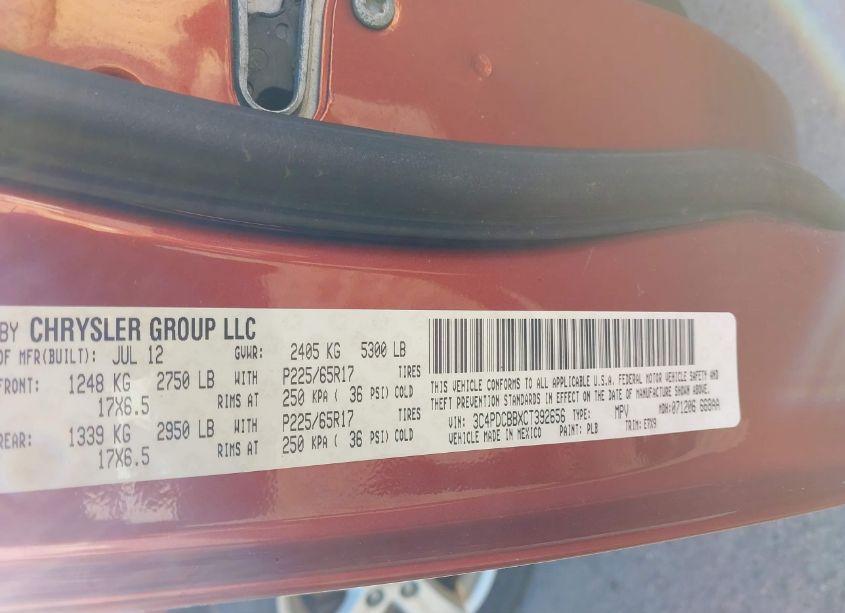 BY CHRYSLER GROUP LLC
OF MFR(BUILT): JUL 12 GVWR: 2405 KG 5300 LB
FRONT: 1248 KG 2750 LB WITH P225/65R17 TIRES
17X6.5 RIMS AT 250 KPA ( 36 PSI) COLD
REAR: 1339 KG 2950 LB WITH P225/65R17 TIRES
17X6.5 RIMS AT 250 KPA ( 36 PSI) COLD
THIS VEHICLE CONFORMS TO ALL APPLICABLE U.S.A. FEDERAL MOTOR VEHICLE SAFETY AND
THEFT PREVENTION STANDARDS IN EFFECT ON THE DATE OF MANUFACTURE SHOWN ABOVE.
VIN: 3C4PDCBBXCT392656 TYPE: MPV MDH: 071206 668AA
VEHICLE MADE IN MEXICO PAINT: PLB TRIM: